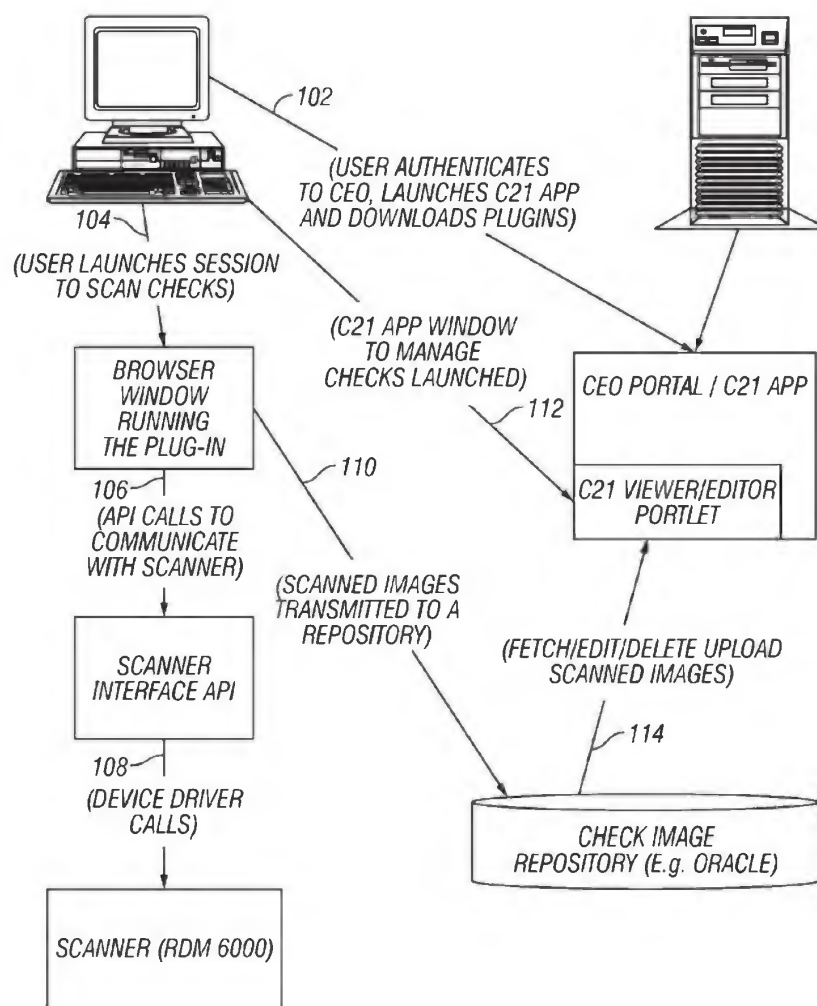 102
(USER AUTHENTICATES
TO CEO, LAUNCHES C21 APP
AND DOWNLOADS PLUGINS)
104
(USER LAUNCHES SESSION
TO SCAN CHECKS)
(C21 APP WINDOW
TO MANAGE
CHECKS LAUNCHED)
112
BROWSER
WINDOW
RUNNING
THE PLUG-IN
CEO PORTAL / C21 APP
C21 VIEWER/EDITOR
PORTLET
110
106
(API CALLS TO
COMMUNICATE
WITH SCANNER)
(SCANNED IMAGES
TRANSMITTED TO A
REPOSITORY)
(FETCH/EDIT/DELETE UPLOAD
SCANNED IMAGES)
SCANNER
INTERFACE API
114
108
(DEVICE DRIVER
CALLS)
CHECK IMAGE
REPOSITORY (E.g. ORACLE)
SCANNER (RDM 6000)